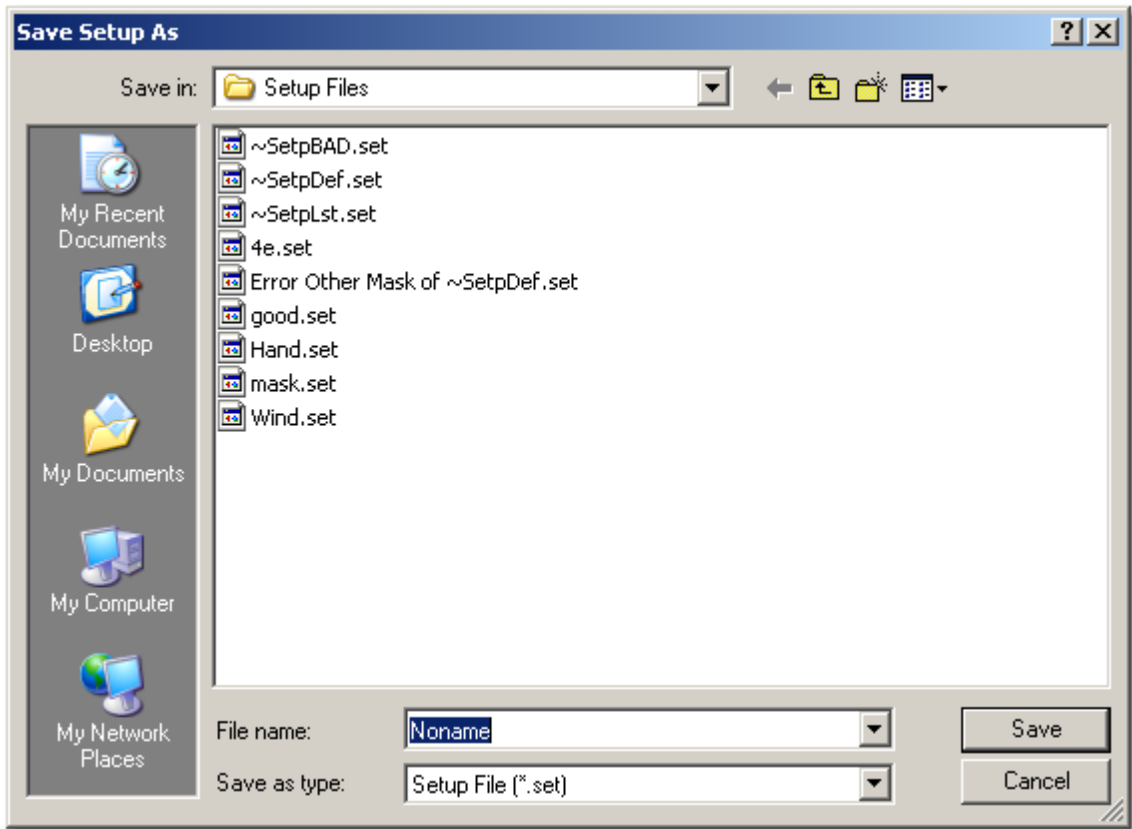 Save Setup As
Save in: Setup Files
~SetpBAD.set
~SetpDef.set
~SetpLst.set
4e.set
Error Other Mask of ~SetpDef.set
good.set
Hand.set
mask.set
Wind.set
My Recent
Documents
Desktop
My Documents
My Computer
My Network
Places
File name: Noname Save
Save as type: Setup File (*.set) Cancel